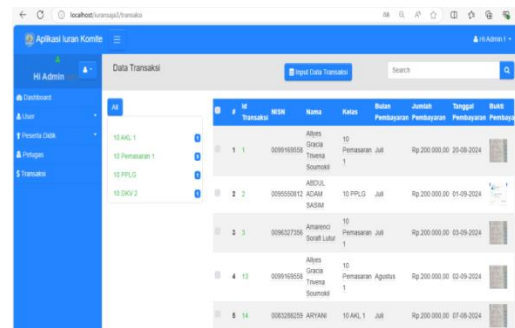 localhost/iuransaja2/transaksi
Aplikasi Iuran Komite
Hi Admin 1
Hi Admin
Data Transaksi
Input Data Transaksi
Search
Dashboard
User
Peserta Didik
Petugas
Transaksi
All
10 AKL 1
10 Pemasaran 1
10 PPLG
10 DKV 2
# Id Transaksi NISN Nama Kelas Bulan Pembayaran Jumlah Pembayaran Tanggal Pembayaran Bukti
1 1 0099169558 Allyes Gracia Trivena Soumokil 10 Pemasaran 1 Juli Rp 200.000,00 20-08-2024
2 2 0095550812 ABDUL ADAM SASIM 10 PPLG Juli Rp 200.000,00 01-09-2024
3 3 0096327356 Amarenci Sorafi Lutur 10 Pemasaran 1 Juli Rp 200.000,00 03-09-2024
4 13 0099169558 Allyes Gracia Trivena Soumokil 10 Pemasaran 1 Agustus Rp 200.000,00 02-09-2024
5 14 0083288259 ARYANI 10 AKL 1 Juli Rp 200.000,00 07-08-2024